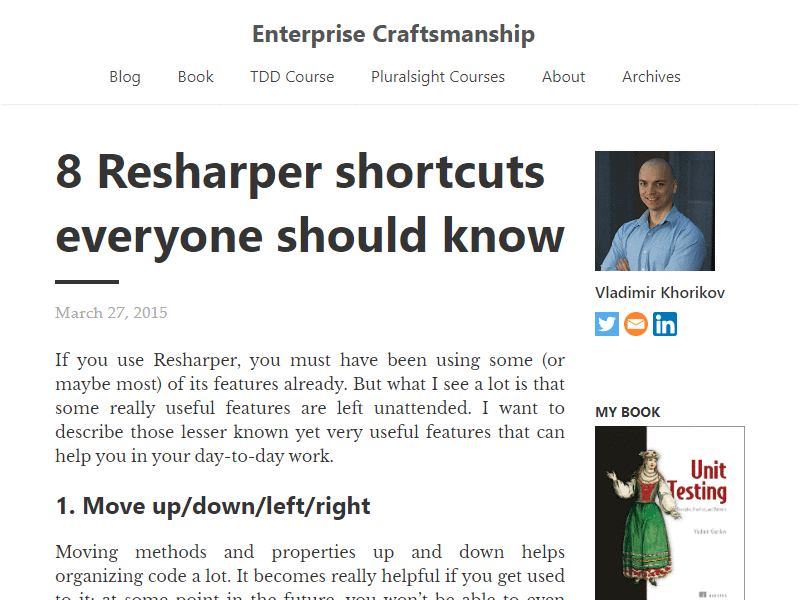 Enterprise Craftsmanship
Blog Book TDD Course Pluralsight Courses About Archives
8 Resharper shortcuts
everyone should know
March 27, 2015
If you use Resharper, you must have been using some (or
maybe most) of its features already. But what I see a lot is that
some really useful features are left unattended. I want to
describe those lesser known yet very useful features that can
help you in your day-to-day work.
1. Move up/down/left/right
Moving methods and properties up and down helps
organizing code a lot. It becomes really helpful if you get used
to it: at some point in the future, you won't be able to even
Vladimir Khorikov
in
MY BOOK
Unit
Testing
Principles, Practices, and Patterns
Vladimir Khorikov
MANNING